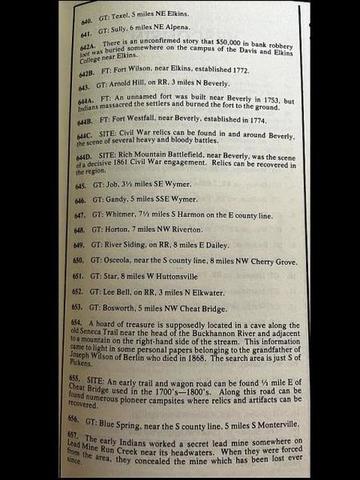 640. GT: Texel, 5 miles NE Elkins.
641. GT: Sully, 6 miles NE Alpena.
642A. There is an unconfirmed story that $50,000 in bank robbery
loot was buried somewhere on the campus of the Davis and Elkins
College near Elkins.
642B. FT: Fort Wilson, near Elkins, established 1772.
643. GT: Arnold Hill, on RR, 3 miles N Beverly.
644A. FT: An unnamed fort was built near Beverly in 1753, but
Indians massacred the settlers and burned the fort to the ground.
644B. FT: Fort Westfall, near Beverly, established in 1774.
644C. SITE: Civil War relics can be found in and around Beverly,
the scene of several heavy and bloody battles.
644D. SITE: Rich Mountain Battlefield, near Beverly, was the scene
of a decisive 1861 Civil War engagement. Relics can be recovered in
the region.
645. GT: Job, 3½ miles SE Wymer.
646. GT: Gandy, 5 miles SSE Wymer.
647. GT: Whitmer, 7½ miles S Harmon on the E county line.
648. GT: Horton, 7 miles NW Riverton.
649. GT: River Siding, on RR, 8 miles E Dailey.
650. GT: Osceola, near the S county line, 8 miles NW Cherry Grove.
651. GT: Star, 8 miles W Huttonsville
652. GT: Lee Bell, on RR, 3 miles N Elkwater.
653. GT: Bosworth, 5 miles NW Cheat Bridge.
654. A hoard of treasure is supposedly located in a cave along the
old Seneca Trail near the head of the Buckhannon River and adjacent
to a mountain on the right-hand side of the stream. This information
came to light in some personal papers belonging to the grandfather of
Joseph Wilson of Berlin who died in 1868. The search area is just S of
Pickens.
655. SITE: An early trail and wagon road can be found ½ mile E of
Cheat Bridge used in the 1700's—1800's. Along this road can be
found numerous pioneer campsites where relics and artifacts can be
recovered.
656. GT: Blue Spring, near the S county line, 5 miles S Monterville.
657. The early Indians worked a secret lead mine somewhere on
Lead Mine Run Creek near its headwaters. When they were forced
from the area, they concealed the mine which has been lost ever
since.